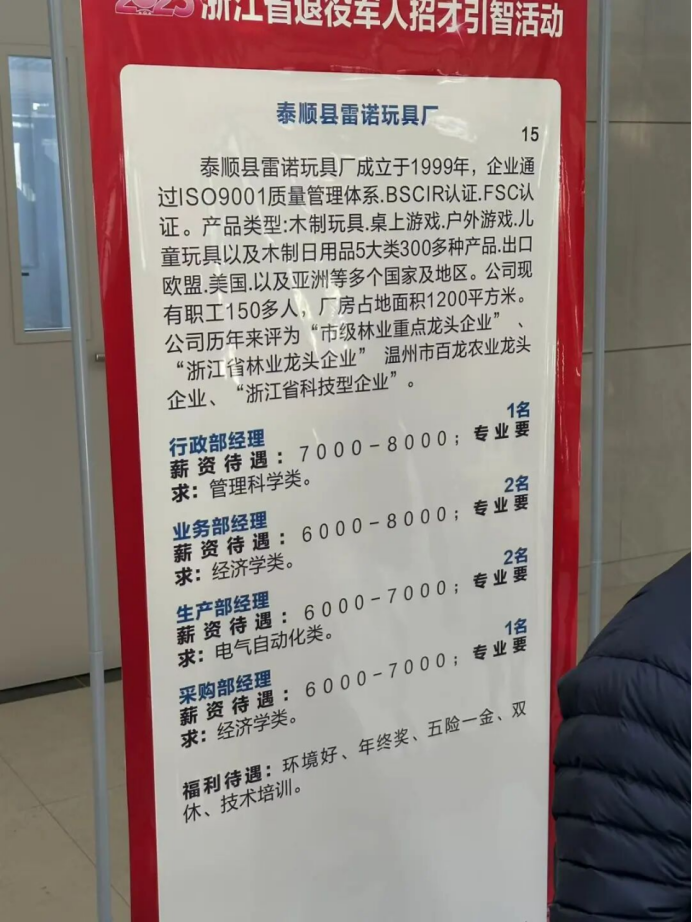 2023 浙江省退役军人招才引智活动
泰顺县雷诺玩具厂
15
泰顺县雷诺玩具厂成立于1999年，企业通
过ISO9001质量管理体系.BSCIR认证.FSC认
证。产品类型:木制玩具.桌上游戏.户外游戏.儿
童玩具以及木制日用品5大类300多种产品.出口
欧盟.美国.以及亚洲等多个国家及地区。公司现
有职工150多人，厂房占地面积1200平方米。
公司历年来评为“市级林业重点龙头企业”、
“浙江省林业龙头企业” 温州市百龙农业龙头
企业、“浙江省科技型企业”。
行政部经理 1名
薪资待遇：7000-8000；专业要
求：管理科学类。
业务部经理 2名
薪资待遇：6000-8000；专业要
求：经济学类。
生产部经理 2名
薪资待遇：6000-7000；专业要
求：电气自动化类。
采购部经理 1名
薪资待遇：6000-7000；专业要
求：经济学类。
福利待遇：环境好、年终奖、五险一金、双
休、技术培训。